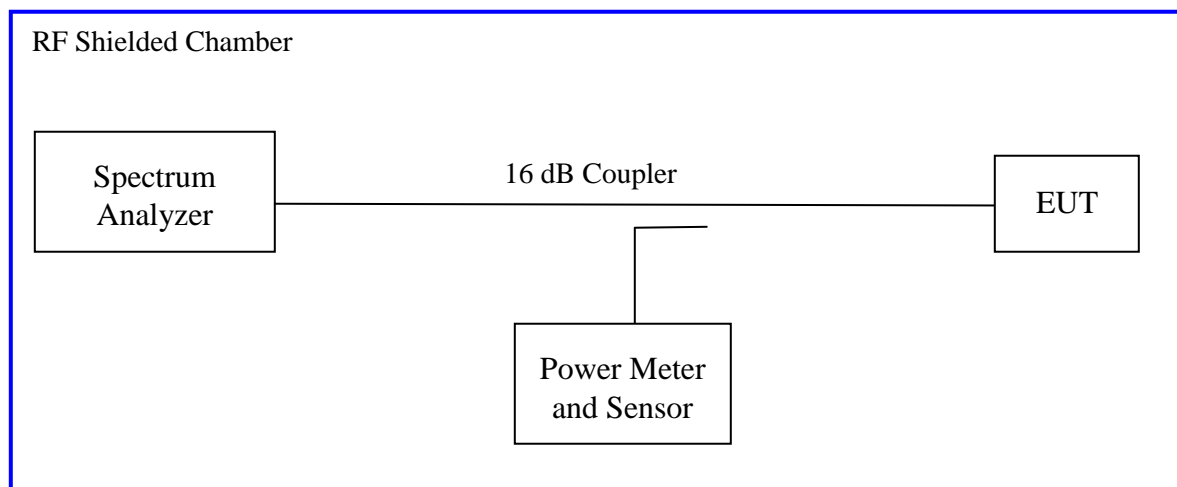 RF Shielded Chamber
Spectrum
Analyzer
16 dB Coupler
EUT
Power Meter
and Sensor